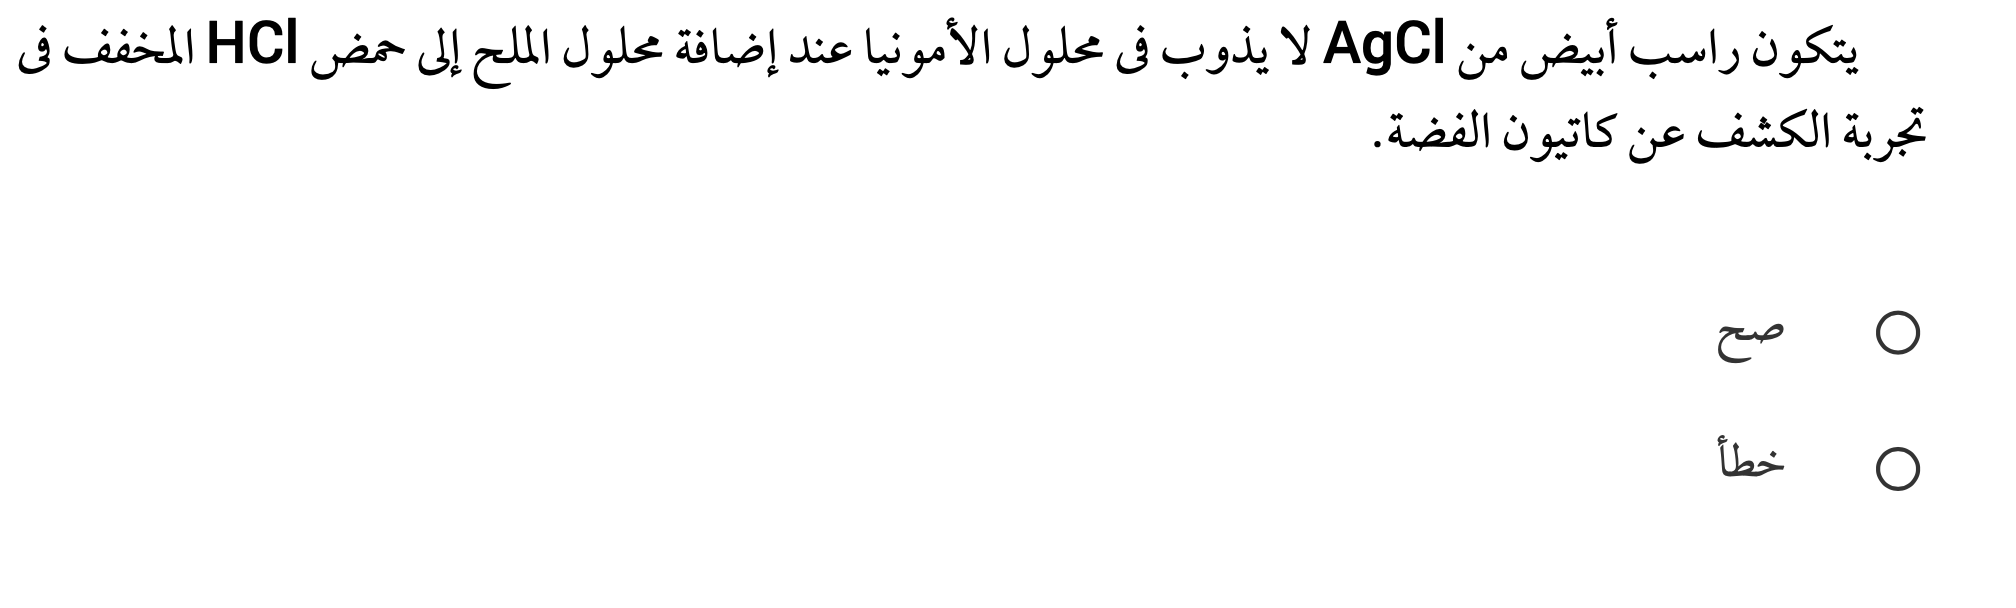 يتكون راسب أبيض من AgCl لا يذوب فى محلول الأمونيا عند إضافة محلول الملح إلى حمض HCl المخفف فى
تجربة الكشف عن كاتيون الفضة.
صح
خطأ